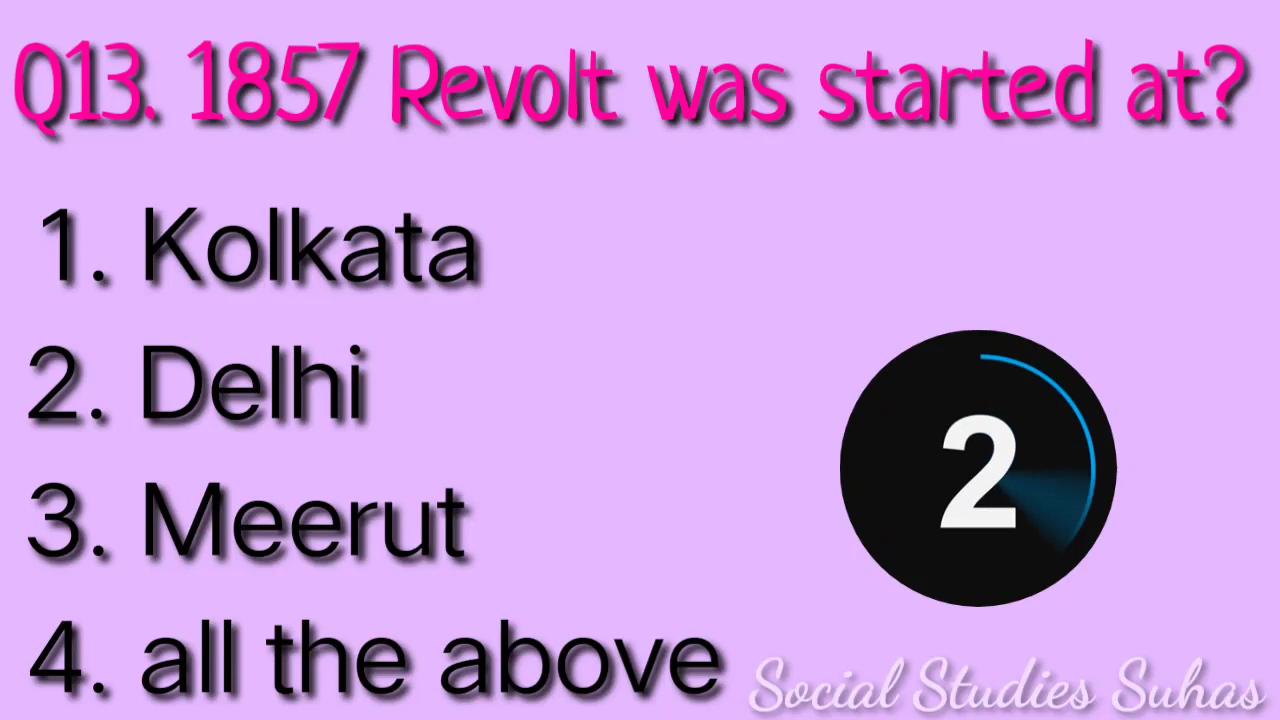 Q13. 1857 Revolt was started at?
1. Kolkata
2. Delhi
2
3. Meerut
4. all the above
Social Studies Suhas